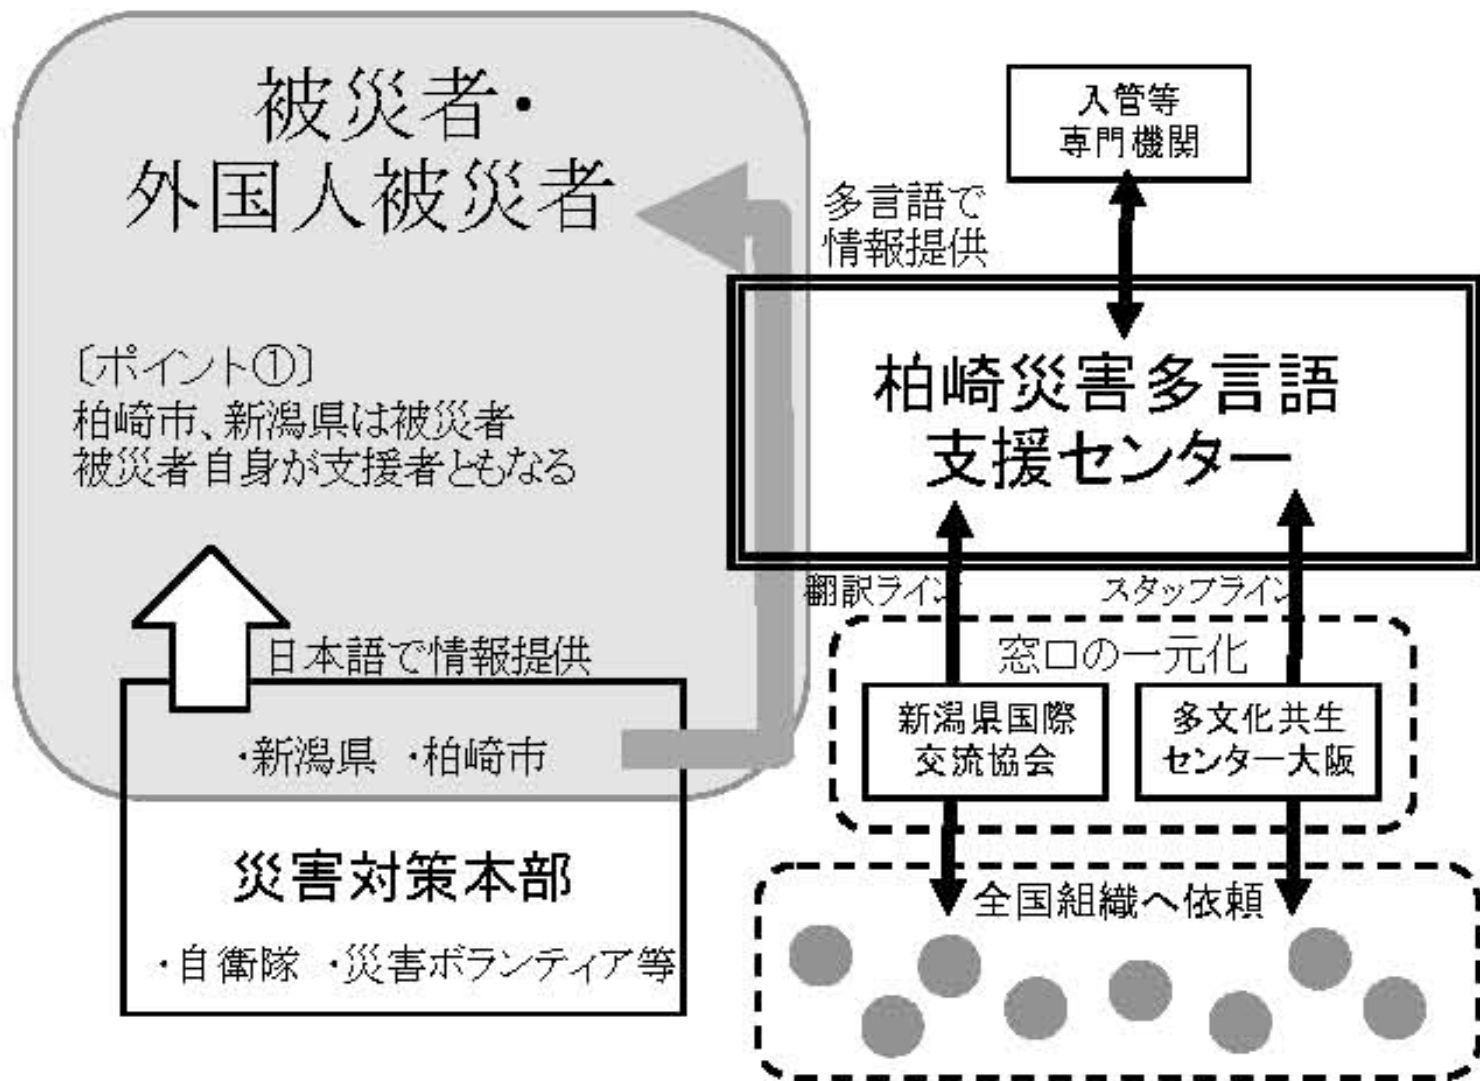 被災者・
外国人被災者
〔ポイント①〕
柏崎市、新潟県は被災者
被災者自身が支援者ともなる
日本語で情報提供
・新潟県 ・柏崎市
災害対策本部
・自衛隊 ・災害ボランティア等
入管等
専門機関
多言語で
情報提供
柏崎災害多言語
支援センター
翻訳ライン
スタップライン
窓口の一元化
新潟県国際
交流協会
多文化共生
センター大阪
全国組織へ依頼